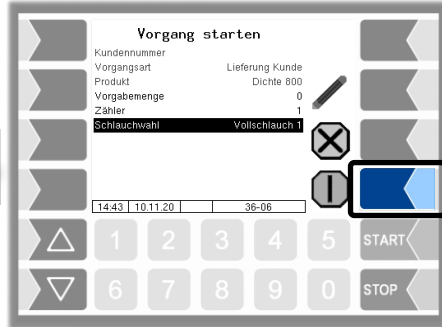 Vorgang starten
Kundennummer
Vorgangsart Lieferung Kunde
Produkt Dichte 800
Vorgabemenge 0
Zähler 1
Schlauchwahl Vollschlauch 1
14:43 10.11.20 36-06
1 2 3 4 5 START
6 7 8 9 0 STOP